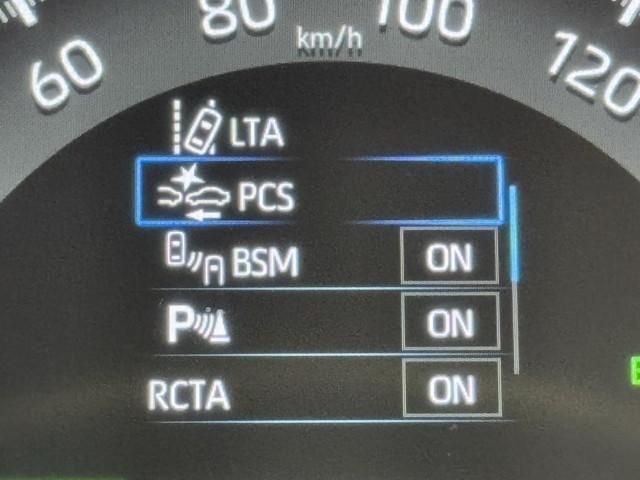 60 80 100 120
km/h
LTA
PCS
BSM ON
P ON
RCTA ON